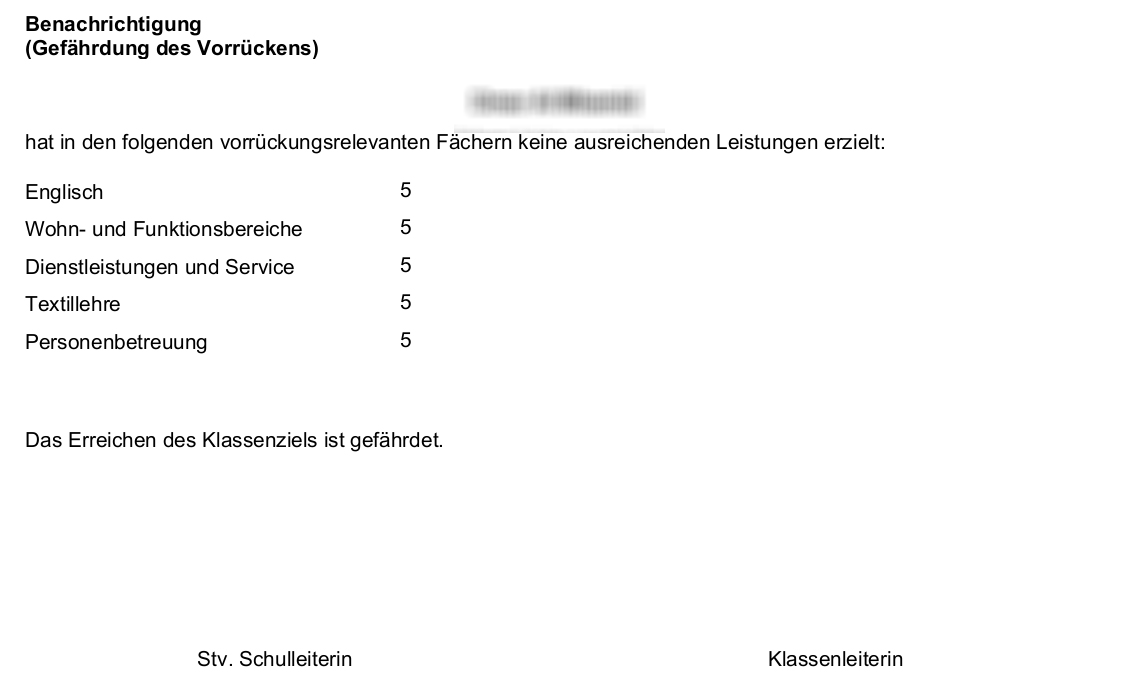 Benachrichtigung
(Gefährdung des Vorrückens)
hat in den folgenden vorrückungsrelevanten Fächern keine ausreichenden Leistungen erzielt:
Englisch 5
Wohn- und Funktionsbereiche 5
Dienstleistungen und Service 5
Textillehre 5
Personenbetreuung 5
Das Erreichen des Klassenziels ist gefährdet.
Stv. Schulleiterin Klassenleiterin